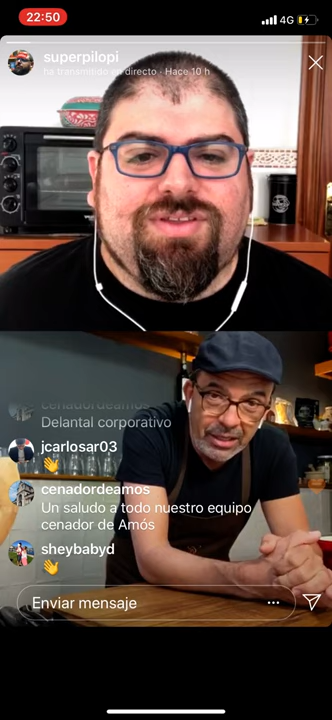 22:50
4G
superpilopi
ha transmitido en directo · Hace 10 h
cenadordeamos
Delantal corporativo
jcarlosar03
👋
cenadordeamos
Un saludo a todo nuestro equipo
cenador de Amós
sheybabyd
👋
Enviar mensaje